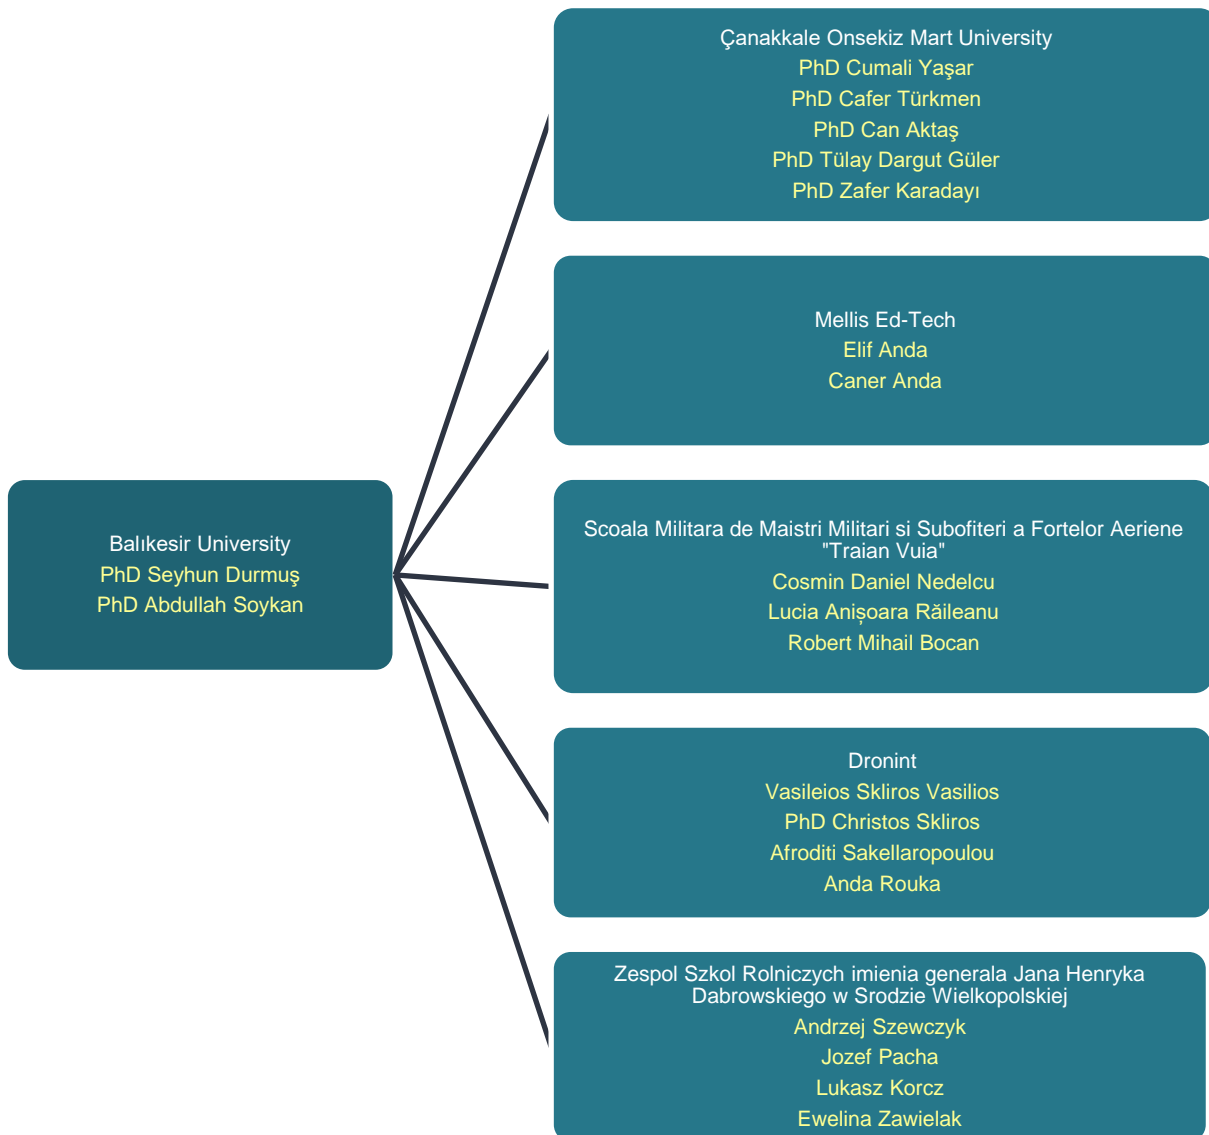 Balıkesir University
PhD Seyhun Durmuş
PhD Abdullah Soykan
Çanakkale Onsekiz Mart University
PhD Cumali Yaşar
PhD Cafer Türkmen
PhD Can Aktaş
PhD Tülay Dargut Güler
PhD Zafer Karadayı
Mellis Ed-Tech
Elif Anda
Caner Anda
Scoala Militara de Maistri Militari si Subofiteri a Fortelor Aeriene
"Traian Vuia"
Cosmin Daniel Nedelcu
Lucia Anișoara Răileanu
Robert Mihail Bocan
Dronint
Vasileios Skliros Vasilios
PhD Christos Skliros
Afroditi Sakellaropoulou
Anda Rouka
Zespol Szkol Rolniczych imienia generala Jana Henryka
Dabrowskiego w Srodzie Wielkopolskiej
Andrzej Szewczyk
Jozef Pacha
Lukasz Korcz
Ewelina Zawielak